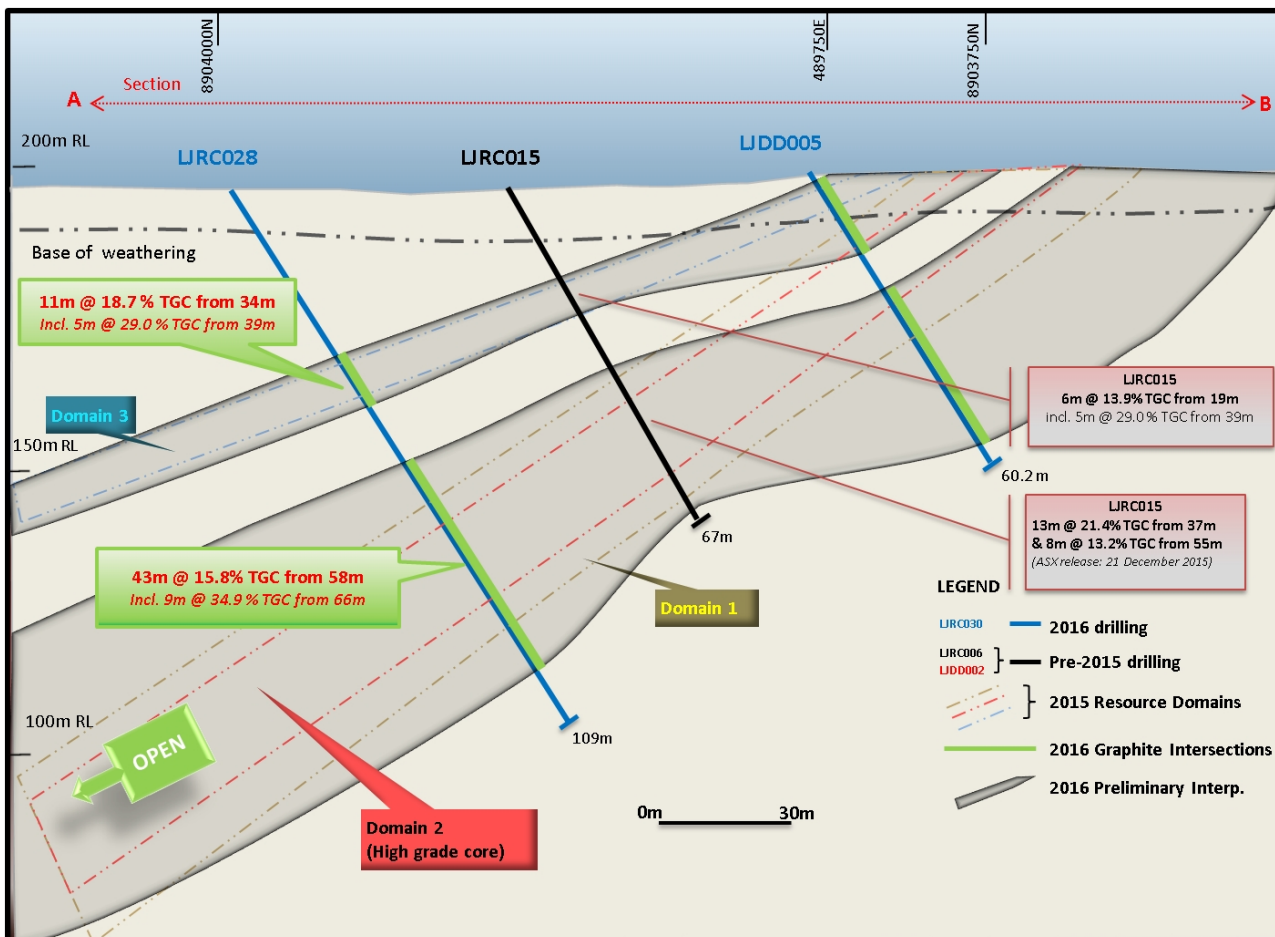 8904000N
489750E
8903750N
Section
A
B
200m RL
LJRC028
LJRC015
LJDD005
Base of weathering
11m @ 18.7 % TGC from 34m
Incl. 5m @ 29.0 % TGC from 39m
Domain 3
150m RL
LJRC015
6m @ 13.9% TGC from 19m
incl. 5m @ 29.0 % TGC from 39m
60.2 m
67m
LJRC015
13m @ 21.4% TGC from 37m
& 8m @ 13.2% TGC from 55m
(ASX release: 21 December 2015)
43m @ 15.8% TGC from 58m
Incl. 9m @ 34.9 % TGC from 66m
Domain 1
LEGEND
LJRC030
2016 drilling
LJRC006
LJDD002
Pre-2015 drilling
2015 Resource Domains
2016 Graphite Intersections
2016 Preliminary Interp.
100m RL
OPEN
109m
Domain 2
(High grade core)
0m
30m